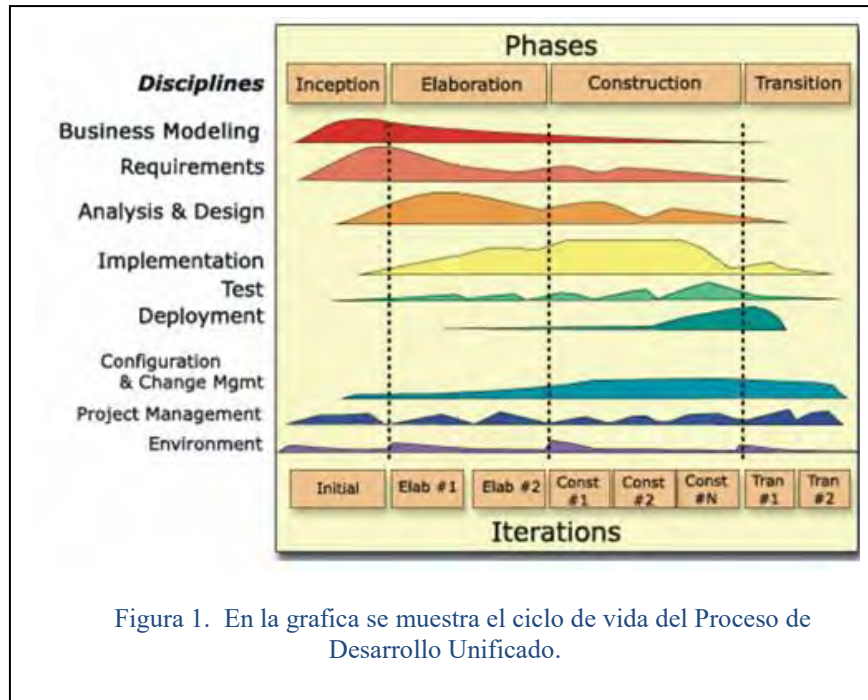 Phases
Disciplines
Inception
Elaboration
Construction
Transition
Business Modeling
Requirements
Analysis & Design
Implementation
Test
Deployment
Configuration
& Change Mgmt
Project Management
Environment
Initial
Elab #1
Elab #2
Const
#1
Const
#2
Const
#N
Tran
#1
Tran
#2
Iterations
Figura 1. En la grafica se muestra el ciclo de vida del Proceso de
Desarrollo Unificado.